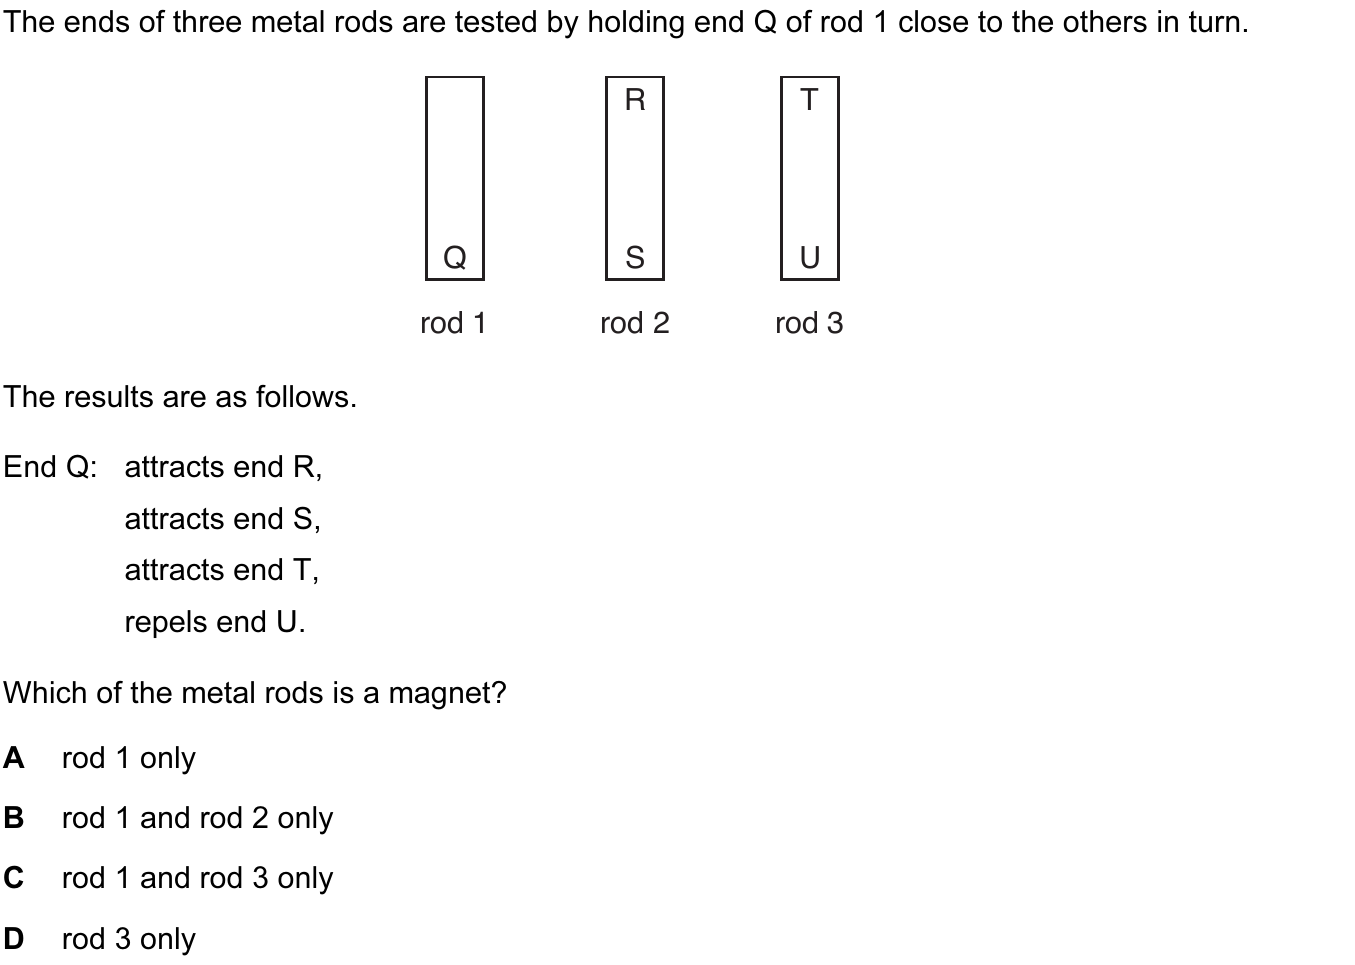 The ends of three metal rods are tested by holding end Q of rod 1 close to the others in turn.
R T
Q S U
rod 1 rod 2 rod 3
The results are as follows.
End Q: attracts end R,
attracts end S,
attracts end T,
repels end U.
Which of the metal rods is a magnet?
A rod 1 only
B rod 1 and rod 2 only
C rod 1 and rod 3 only
D rod 3 only